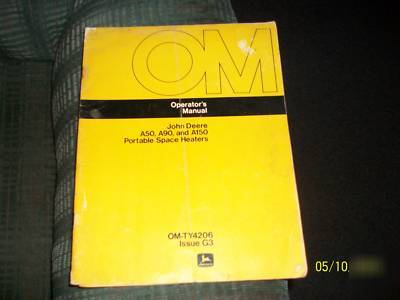 OM
Operator's
Manual
John Deere
A50, A90, and A150
Portable Space Heaters
OM-TY4206
Issue G3
05/10